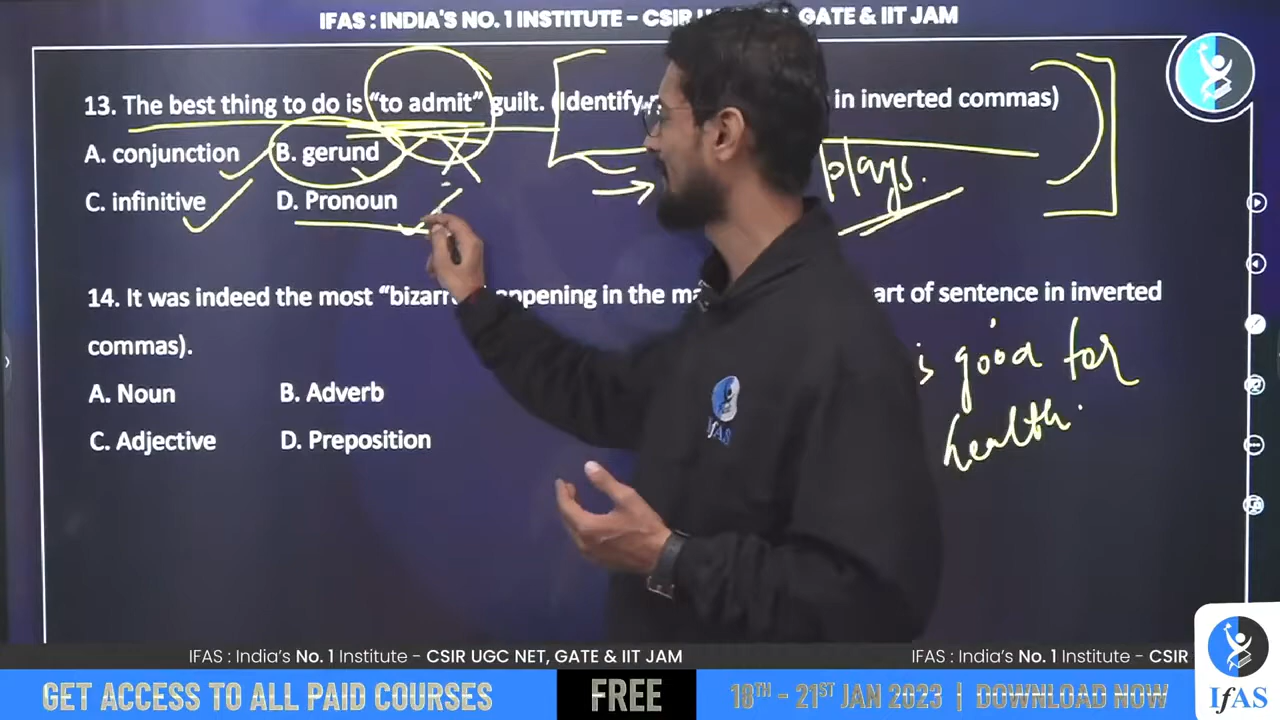 IFAS : INDIA'S NO. 1 INSTITUTE – CSIR GATE & IIT JAM
13. The best thing to do is “to admit” guilt. (Identify in inverted commas)
A. conjunction B. gerund
C. infinitive D. Pronoun
plays.
14. It was indeed the most in the of sentence in inverted
commas).
is good for
health.
A. Noun B. Adverb
C. Adjective D. Preposition
IfAS
IFAS : India's No. 1 Institute – CSIR UGC NET, GATE & IIT JAM IFAS : India's No. 1 Institute – CSIR
GET ACCESS TO ALL PAID COURSES FREE 18TH - 21ST JAN 2023 | DOWNLOAD NOW
IfAS